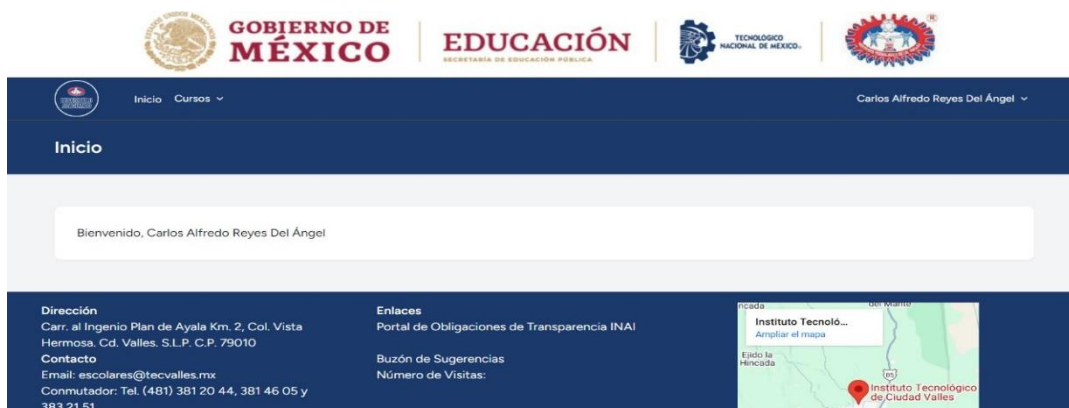 GOBIERNO DE
MÉXICO
EDUCACIÓN
SECRETARÍA DE EDUCACIÓN PÚBLICA
TECNOLÓGICO
NACIONAL DE MÉXICO®
Inicio
Cursos
Carlos Alfredo Reyes Del Ángel
Inicio
Bienvenido, Carlos Alfredo Reyes Del Ángel
Dirección
Carr. al Ingenio Plan de Ayala Km. 2, Col. Vista
Hermosa. Cd. Valles. S.L.P. C.P. 79010
Contacto
Email: escolares@tecvalles.mx
Conmutador: Tel. (481) 381 20 44, 381 46 05 y
383 21 51
Enlaces
Portal de Obligaciones de Transparencia INAI
Buzón de Sugerencias
Número de Visitas:
del Mante
Instituto Tecnoló...
Ampliar el mapa
Ejido la
Hincada
85
Instituto Tecnológico
de Ciudad Valles